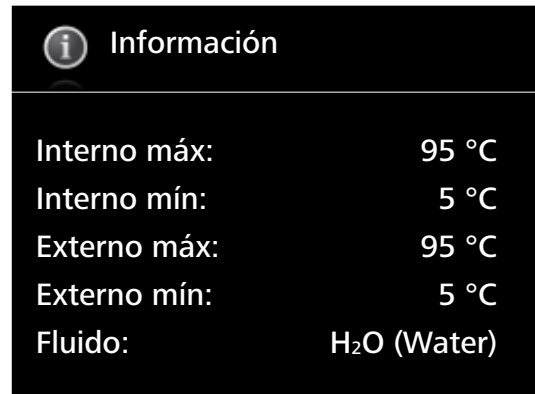 Información
Interno máx: 95 °C
Interno mín: 5 °C
Externo máx: 95 °C
Externo mín: 5 °C
Fluido: H₂O (Water)